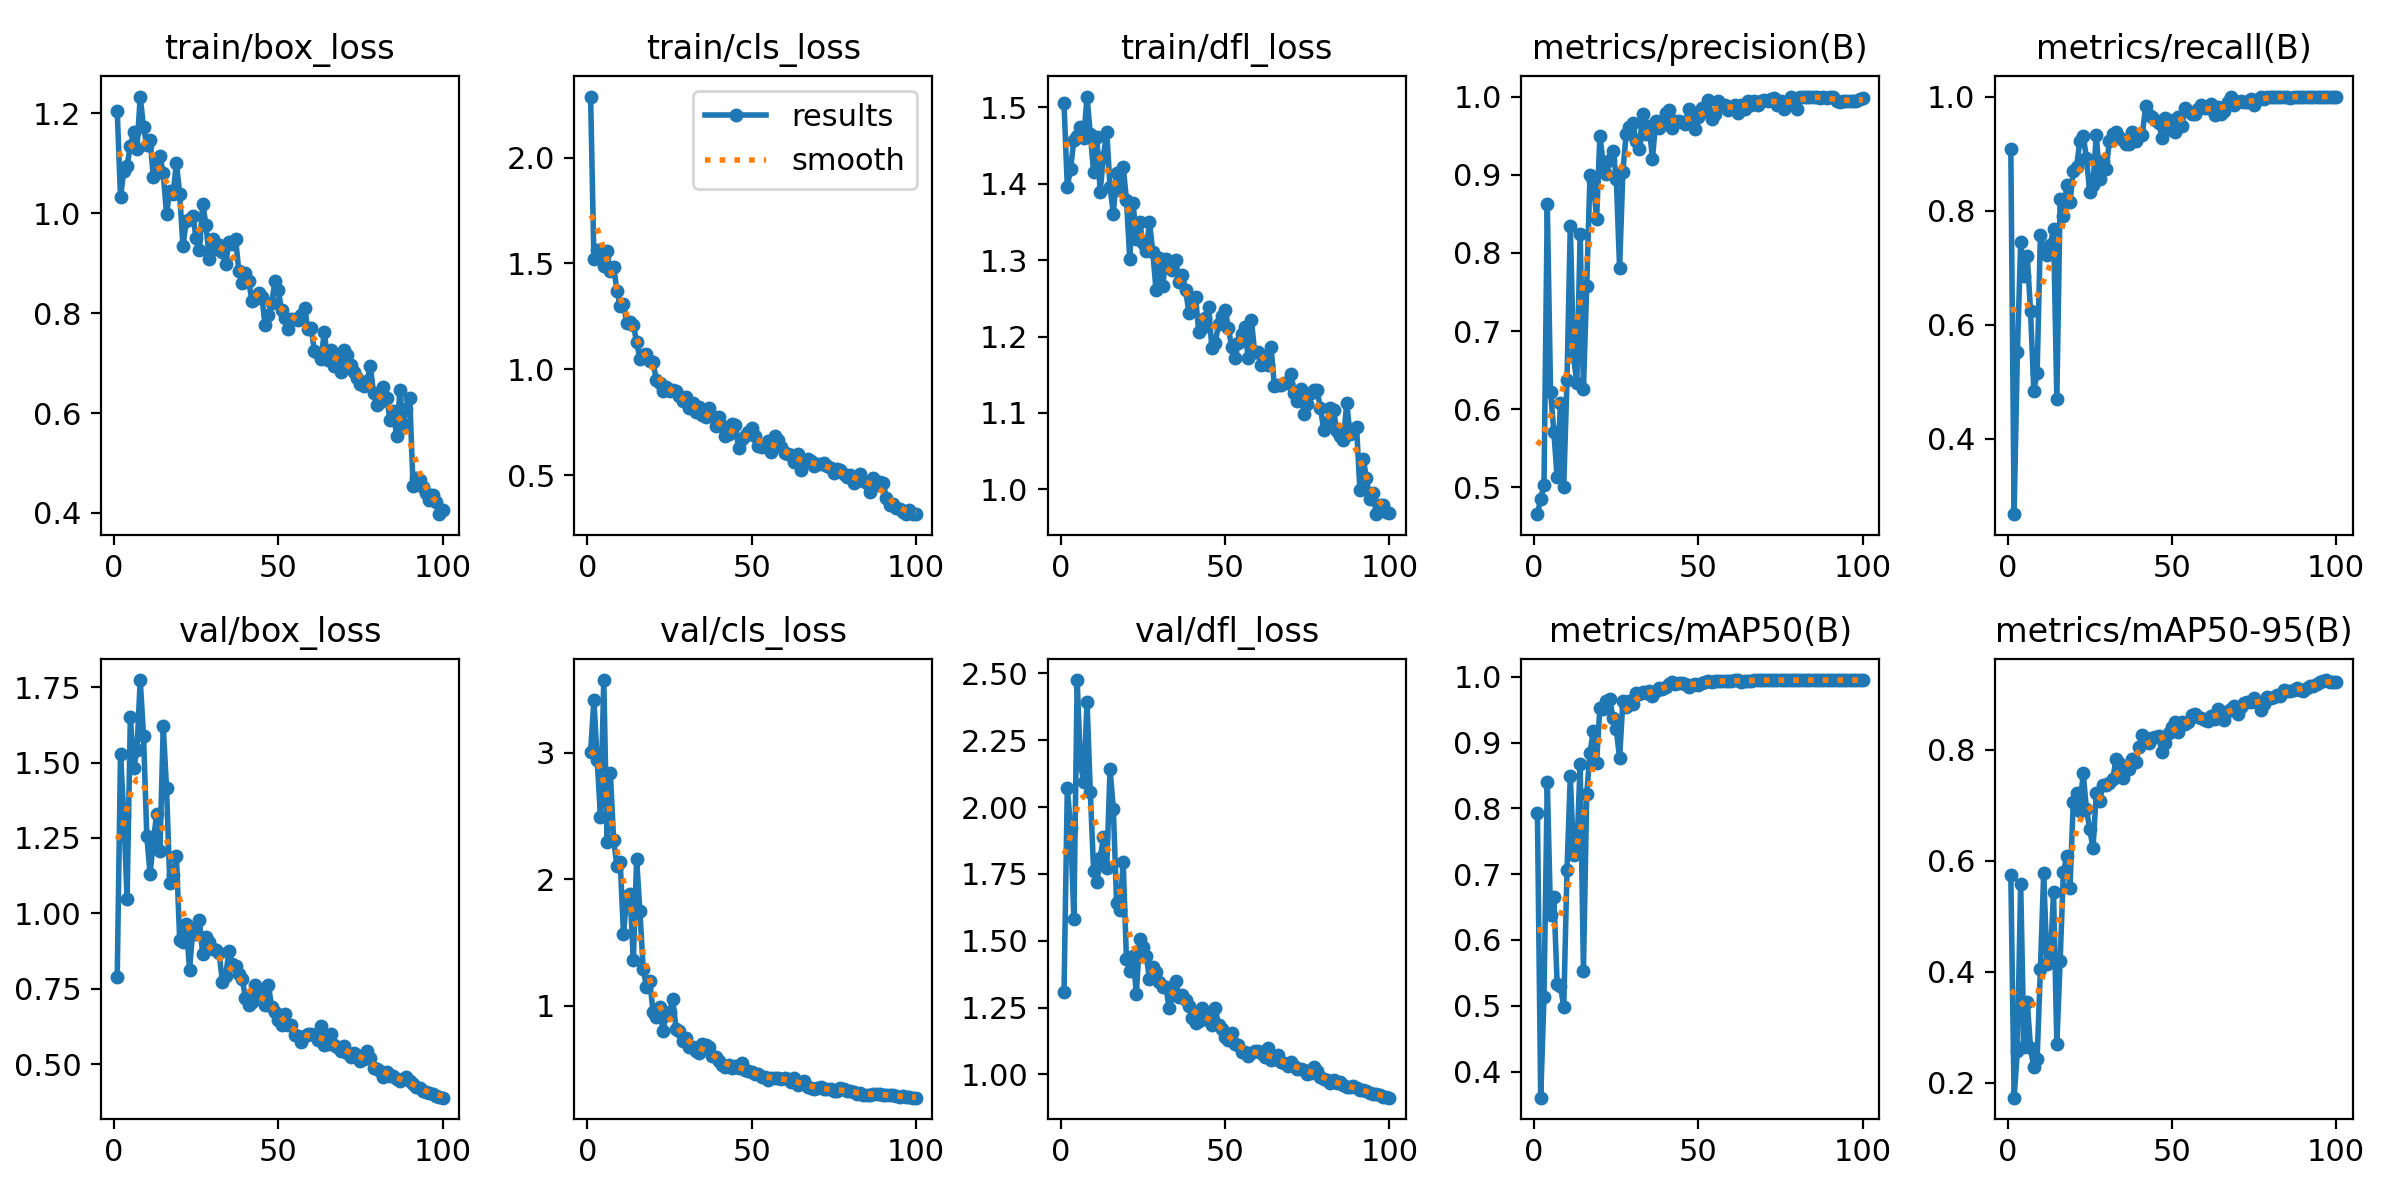 train/box_loss
1.2
1.0
0.8
0.6
0.4
0 50 100
train/cls_loss
results
smooth
2.0
1.5
1.0
0.5
0 50 100
train/dfl_loss
1.5
1.4
1.3
1.2
1.1
1.0
0 50 100
metrics/precision(B)
1.0
0.9
0.8
0.7
0.6
0.5
0 50 100
metrics/recall(B)
1.0
0.8
0.6
0.4
0 50 100
val/box_loss
1.75
1.50
1.25
1.00
0.75
0.50
0 50 100
val/cls_loss
3
2
1
0 50 100
val/dfl_loss
2.50
2.25
2.00
1.75
1.50
1.25
1.00
0 50 100
metrics/mAP50(B)
1.0
0.9
0.8
0.7
0.6
0.5
0.4
0 50 100
metrics/mAP50-95(B)
0.8
0.6
0.4
0.2
0 50 100